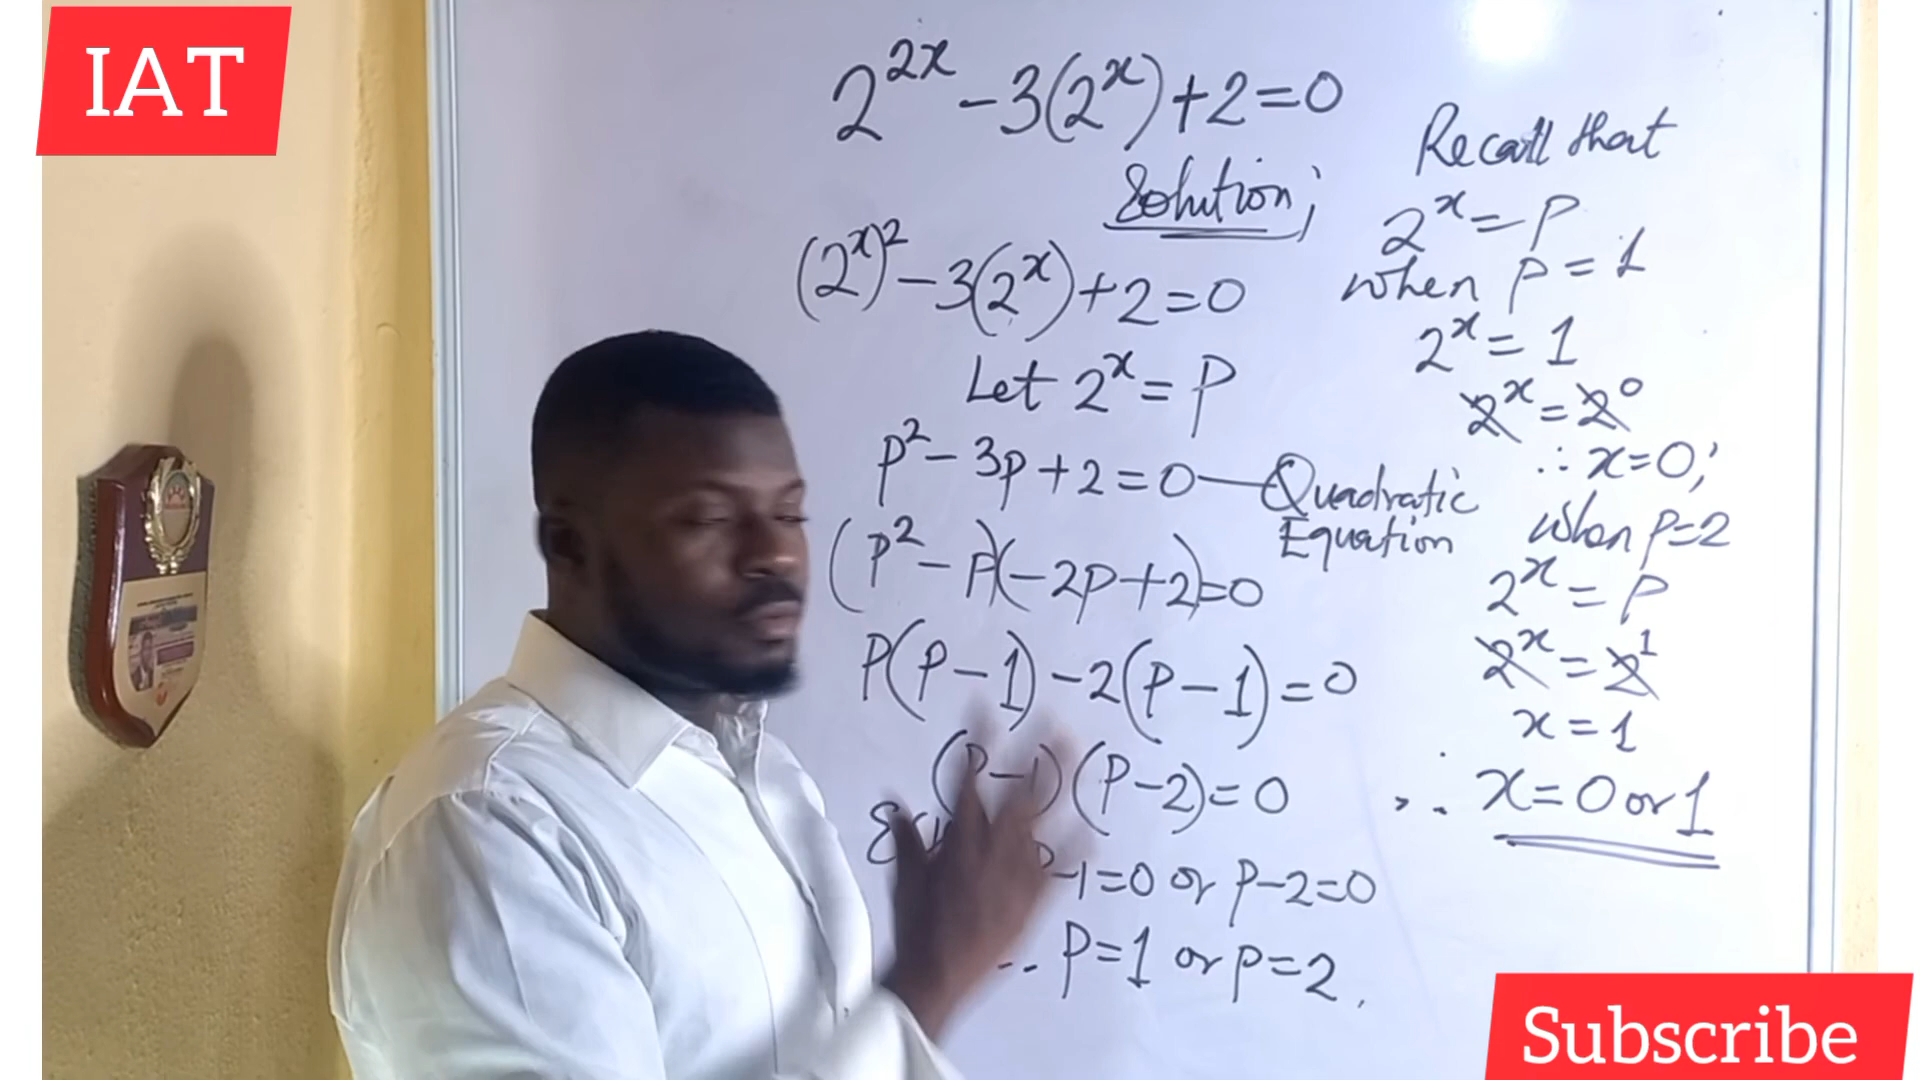 IAT
2^{2x} - 3(2^x) + 2 = 0
Solution;
(2^x)^2 - 3(2^x) + 2 = 0
Let 2^x = P
P^2 - 3P + 2 = 0 — Quadratic
Equation
(P^2 - P)(-2P + 2) = 0
P(P - 1) - 2(P - 1) = 0
(P - 1)(P - 2) = 0
P - 1 = 0 or P - 2 = 0
∴ P = 1 or P = 2.
Recall that
2^x = P
when P = 1
2^x = 1
2^x = 2^0
∴ x = 0;
when P = 2
2^x = P
2^x = 2^1
x = 1
∴ x = 0 or 1
Subscribe